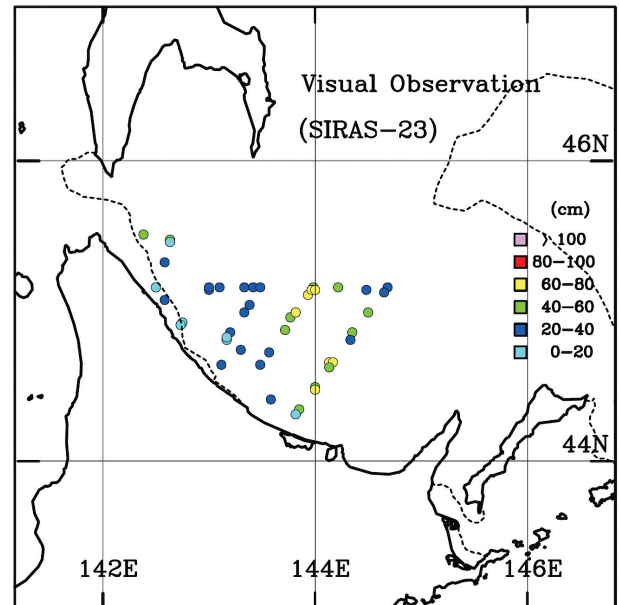 Visual Observation
(SIRAS-23)
46N
(cm)
> 100
80-100
60-80
40-60
20-40
0-20
44N
142E 144E 146E